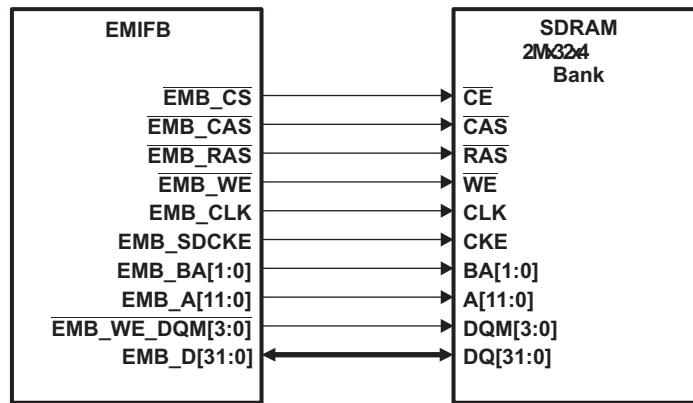 EMIFB
SDRAM
2Mx32x4
Bank
EMB_CS
CE
EMB_CAS
CAS
EMB_RAS
RAS
EMB_WE
WE
EMB_CLK
CLK
EMB_SDCKE
CKE
EMB_BA[1:0]
BA[1:0]
EMB_A[11:0]
A[11:0]
EMB_WE_DQM[3:0]
DQM[3:0]
EMB_D[31:0]
DQ[31:0]